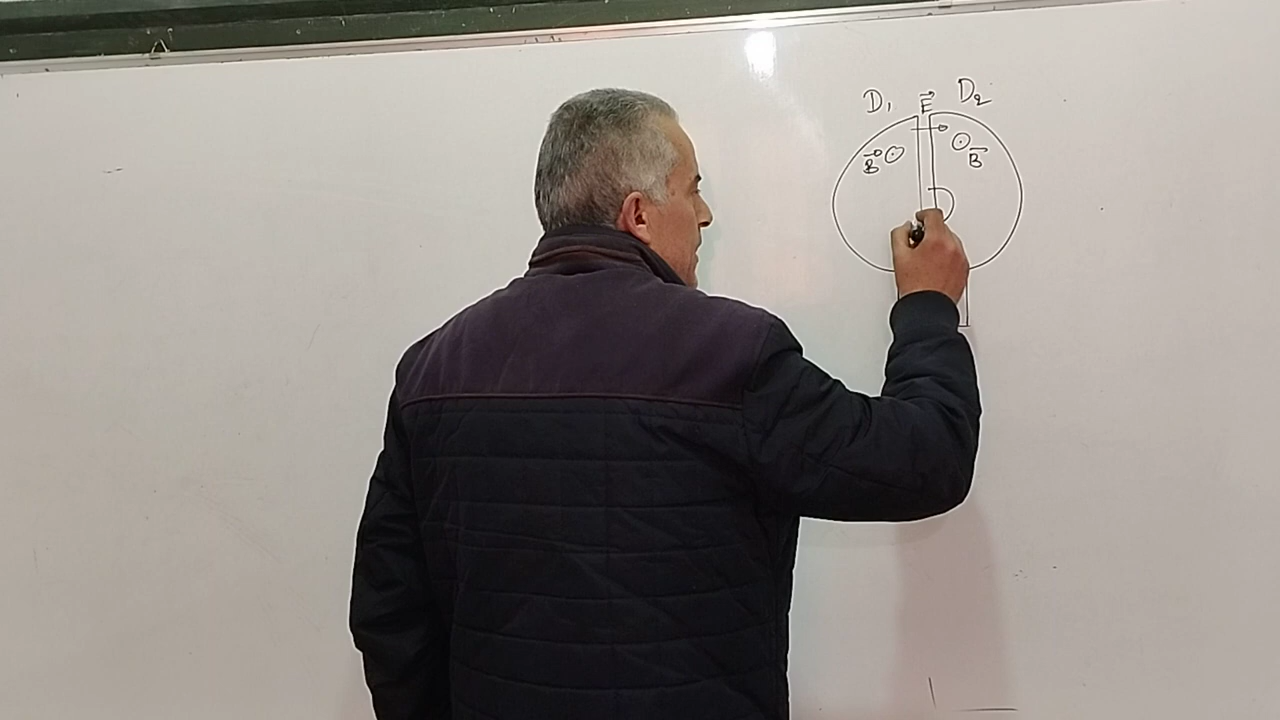 D₁ E⃗ D₂
B⃗ ⊙ ⊙ B⃗